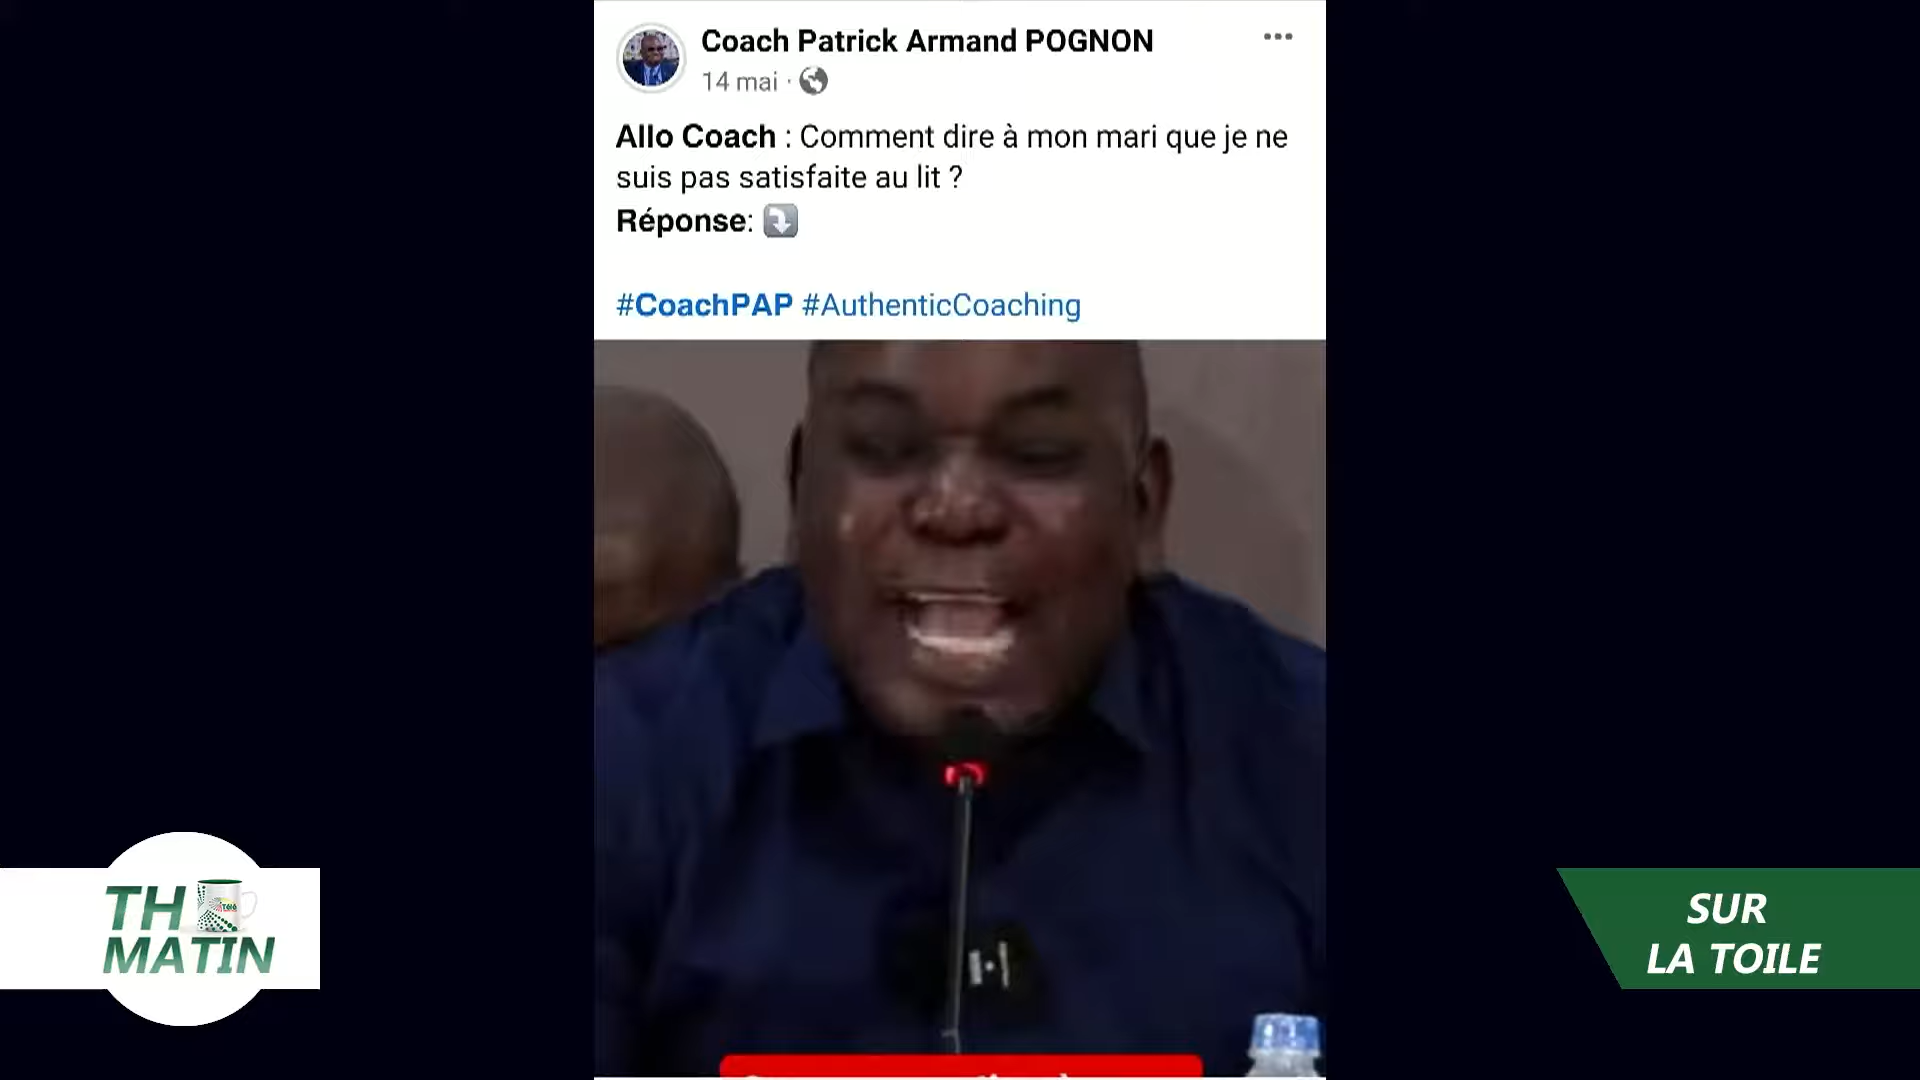 Coach Patrick Armand POGNON
14 mai ·
Allo Coach : Comment dire à mon mari que je ne
suis pas satisfaite au lit ?
Réponse: ⤵
#CoachPAP #AuthenticCoaching
TH
MATIN
SUR
LA TOILE